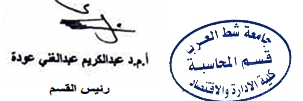 أ.م.د عبدالكريم عبدالغني عودة
رئيس القسم
جامعة شط العرب
قسم المحاسبة
كلية الادارة والاقتصاد